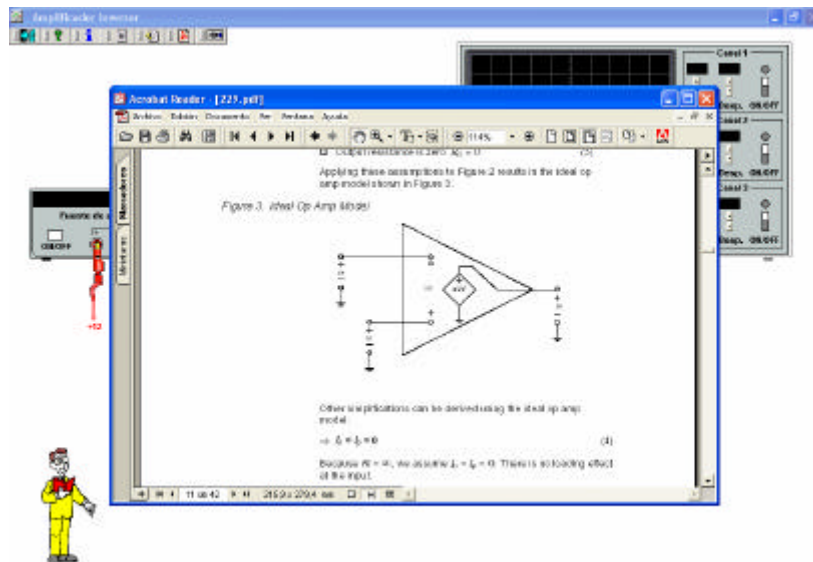 Amplificador Inversor
Canal 1
Acrobat Reader - [229.pdf]
Archivo Edición Documento Ver Ventana Ayuda
114%
Output resistance is zero
(3)
Applying these assumptions to Figure 2 results in the ideal op
amp model shown in Figure 3.
Figure 3. Ideal Op Amp Model
Marcadores
Miniaturas
Fuente de
ON/OFF
+12
Canal 2
Canal 3
Desp. ON/OFF
Desp. ON/OFF
Desp. ON/OFF
Other simplifications can be derived using the ideal op amp
model
(4)
Because Ri = ∞, we assume There is no loading effect
at the input.
11 de 42
215,9 x 279,4 mm